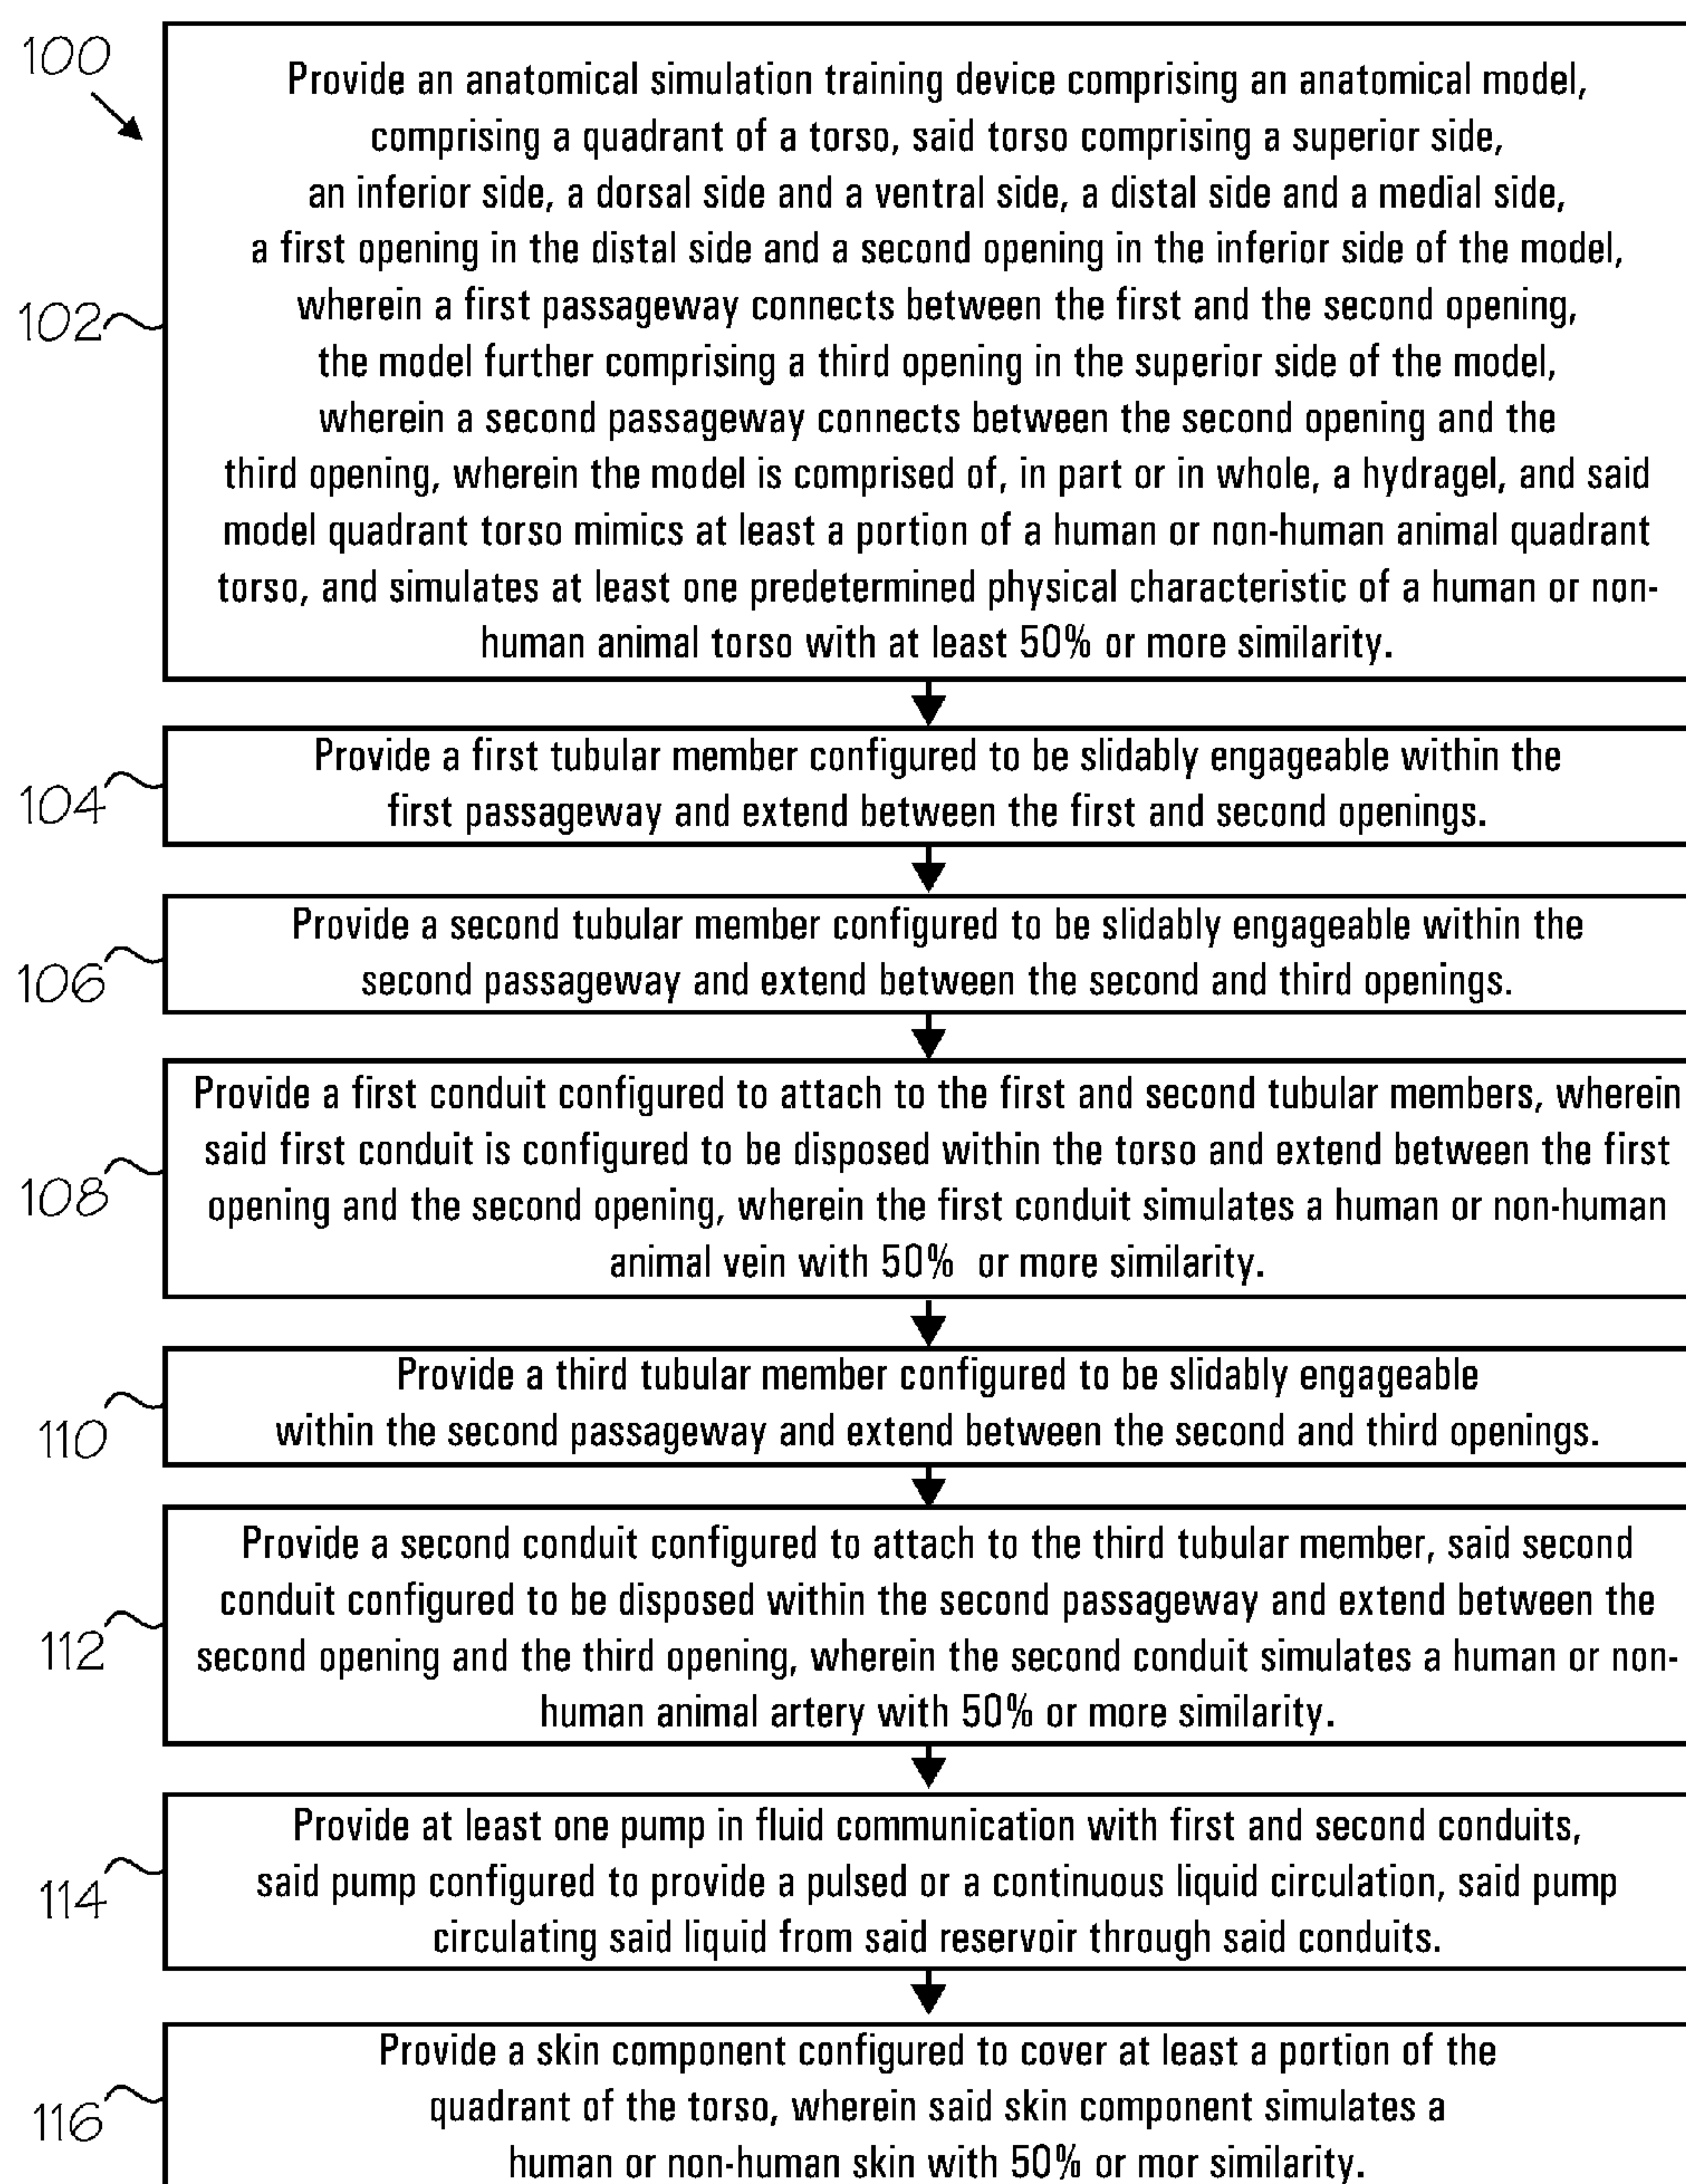 100
Provide an anatomical simulation training device comprising an anatomical model,
comprising a quadrant of a torso, said torso comprising a superior side,
an inferior side, a dorsal side and a ventral side, a distal side and a medial side,
a first opening in the distal side and a second opening in the inferior side of the model,
102
wherein a first passageway connects between the first and the second opening,
the model further comprising a third opening in the superior side of the model,
wherein a second passageway connects between the second opening and the
third opening, wherein the model is comprised of, in part or in whole, a hydragel, and said
model quadrant torso mimics at least a portion of a human or non-human animal quadrant
torso, and simulates at least one predetermined physical characteristic of a human or non-
human animal torso with at least 50% or more similarity.
104
Provide a first tubular member configured to be slidably engageable within the
first passageway and extend between the first and second openings.
106
Provide a second tubular member configured to be slidably engageable within the
second passageway and extend between the second and third openings.
108
Provide a first conduit configured to attach to the first and second tubular members, wherein
said first conduit is configured to be disposed within the torso and extend between the first
opening and the second opening, wherein the first conduit simulates a human or non-human
animal vein with 50% or more similarity.
110
Provide a third tubular member configured to be slidably engageable
within the second passageway and extend between the second and third openings.
112
Provide a second conduit configured to attach to the third tubular member, said second
conduit configured to be disposed within the second passageway and extend between the
second opening and the third opening, wherein the second conduit simulates a human or non-
human animal artery with 50% or more similarity.
114
Provide at least one pump in fluid communication with first and second conduits,
said pump configured to provide a pulsed or a continuous liquid circulation, said pump
circulating said liquid from said reservoir through said conduits.
116
Provide a skin component configured to cover at least a portion of the
quadrant of the torso, wherein said skin component simulates a
human or non-human skin with 50% or mor similarity.